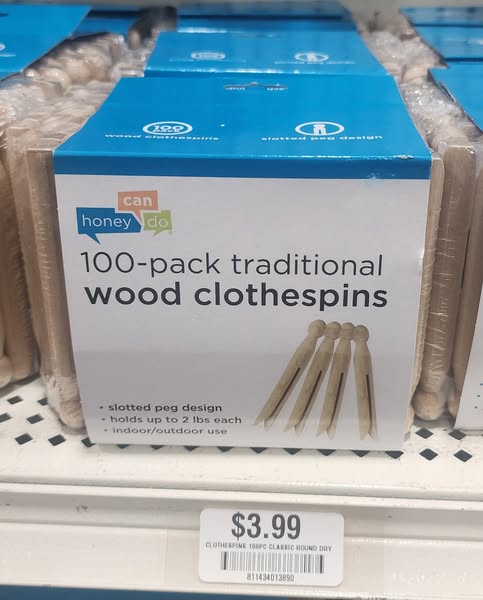 100
wood clothespins
slotted peg design
can
honey do
100-pack traditional
wood clothespins
• slotted peg design
• holds up to 2 lbs each
• indoor/outdoor use
$3.99
CLOTHESPINS 100PC CLASSIC ROUND DRY
811434013890